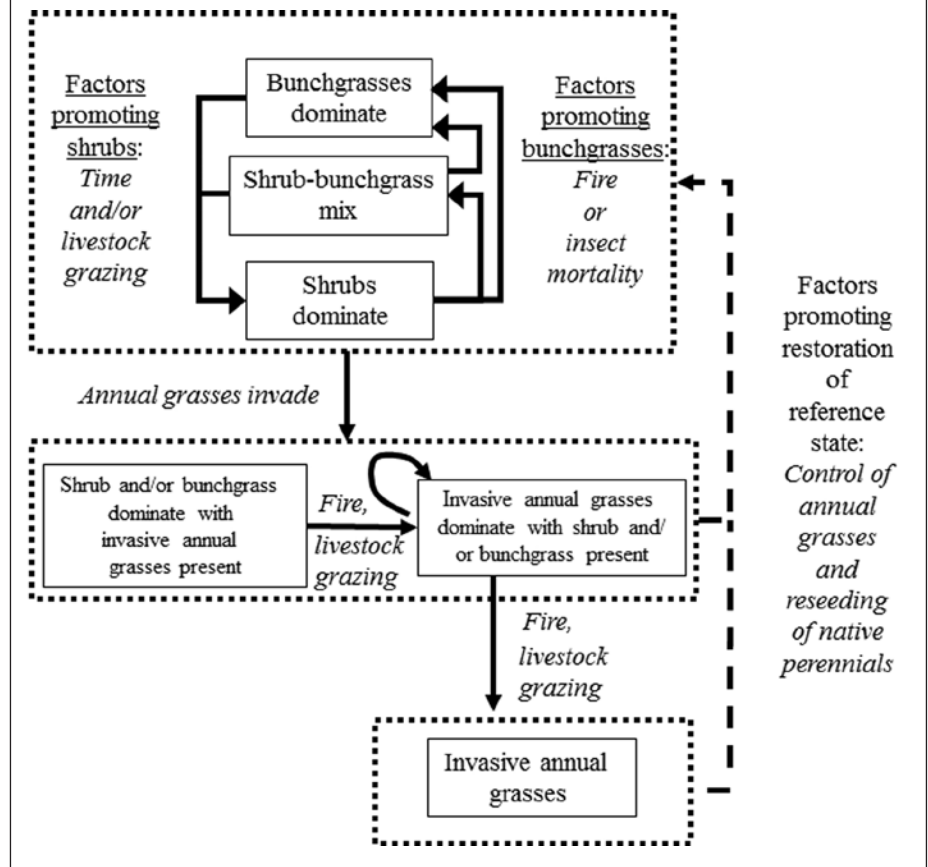 Factors
promoting
shrubs:
Time
and/or
livestock
grazing
Bunchgrasses
dominate
Shrub-bunchgrass
mix
Shrubs
dominate
Factors
promoting
bunchgrasses:
Fire
or
insect
mortality
Annual grasses invade
Shrub and/or bunchgrass
dominate with
invasive annual
grasses present
Fire,
livestock
grazing
Invasive annual grasses
dominate with shrub and/
or bunchgrass present
Fire,
livestock
grazing
Invasive annual
grasses
Factors
promoting
restoration
of
reference
state:
Control of
annual
grasses
and
reseeding
of native
perennials